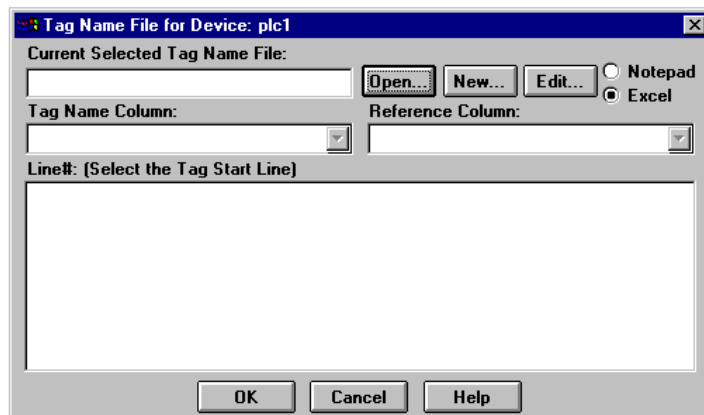 Tag Name File for Device: plc1
Current Selected Tag Name File:
Open... New... Edit... Notepad
Excel
Tag Name Column: Reference Column:
Line#: (Select the Tag Start Line)
OK Cancel Help